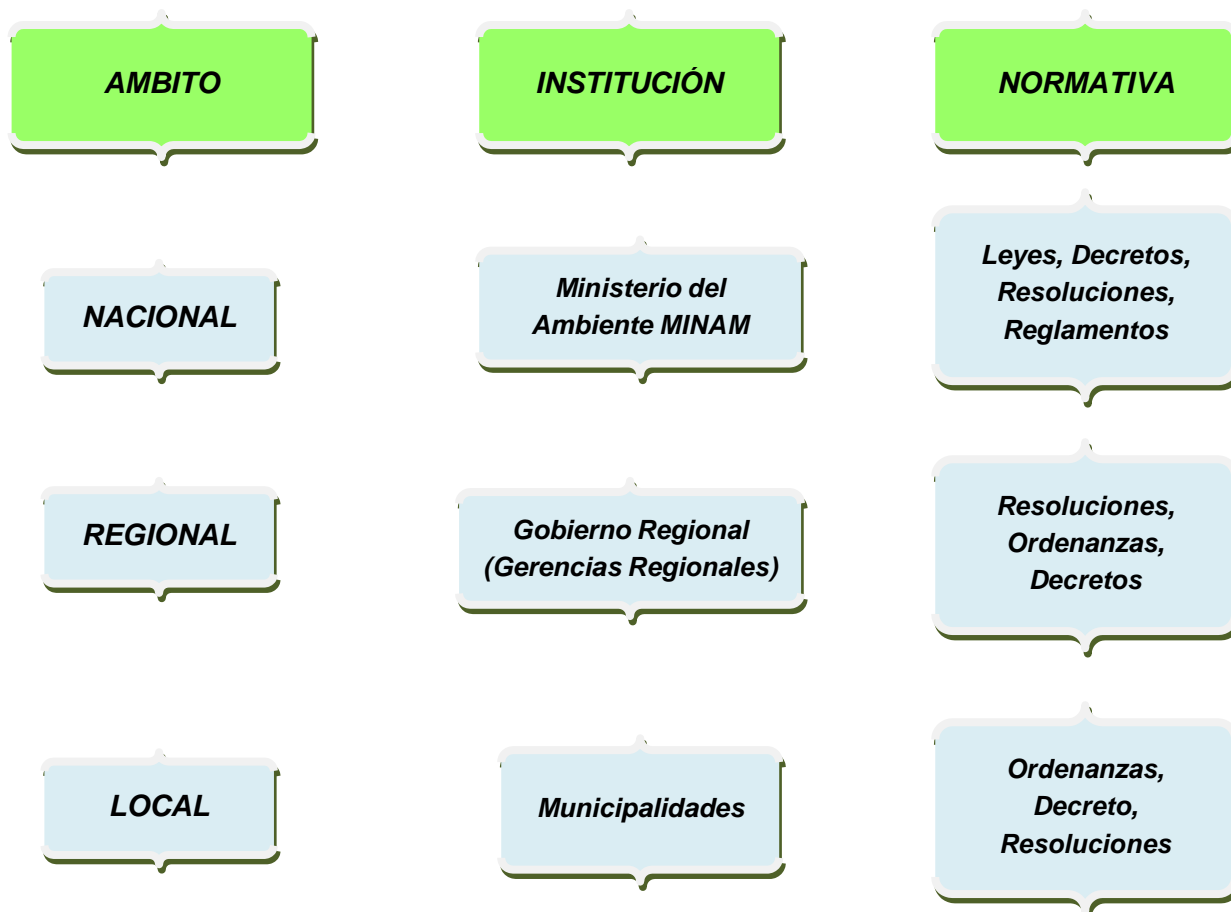 AMBITO
INSTITUCIÓN
NORMATIVA
NACIONAL
Ministerio del
Ambiente MINAM
Leyes, Decretos,
Resoluciones,
Reglamentos
REGIONAL
Gobierno Regional
(Gerencias Regionales)
Resoluciones,
Ordenanzas,
Decretos
LOCAL
Municipalidades
Ordenanzas,
Decreto,
Resoluciones